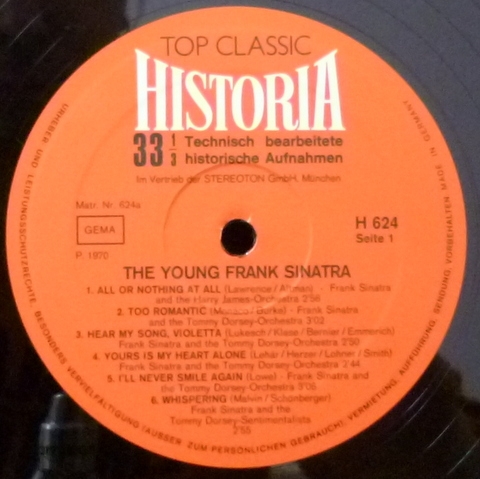 TOP CLASSIC
HISTORIA
33 1/3 Technisch bearbeitete
historische Aufnahmen
Im Vertrieb der STEREOTON GmbH, München
Matr. Nr. 624a
GEMA
P. 1970
H 624
Seite 1
THE YOUNG FRANK SINATRA
1. ALL OR NOTHING AT ALL (Lawrence / Altman) - Frank Sinatra
and the Harry James-Orchestra 2'56
2. TOO ROMANTIC (Monaco / Burke) - Frank Sinatra
and the Tommy Dorsey-Orchestra 3'02
3. HEAR MY SONG, VIOLETTA (Lukesch / Klose / Bernier / Emmerich)
Frank Sinatra and the Tommy Dorsey-Orchestra 2'50
4. YOURS IS MY HEART ALONE (Lehár / Herzer / Lohner / Smith)
Frank Sinatra and the Tommy Dorsey-Orchestra 3'44
5. I'LL NEVER SMILE AGAIN (Lowe) - Frank Sinatra and
the Tommy Dorsey-Orchestra 3'06
6. WHISPERING (Malvin / Schonberger)
Frank Sinatra and the
Tommy Dorsey-Sentimentalists
2'55
URHEBER UND LEISTUNGSSCHUTZRECHTE, BESONDERE VERVIELFÄLTIGUNG (AUSSER ZUM PERSÖNLICHEN GEBRAUCH), VERMIETUNG, AUFFÜHRUNG, SENDUNG, VORBEHALTEN. MADE IN GERMANY